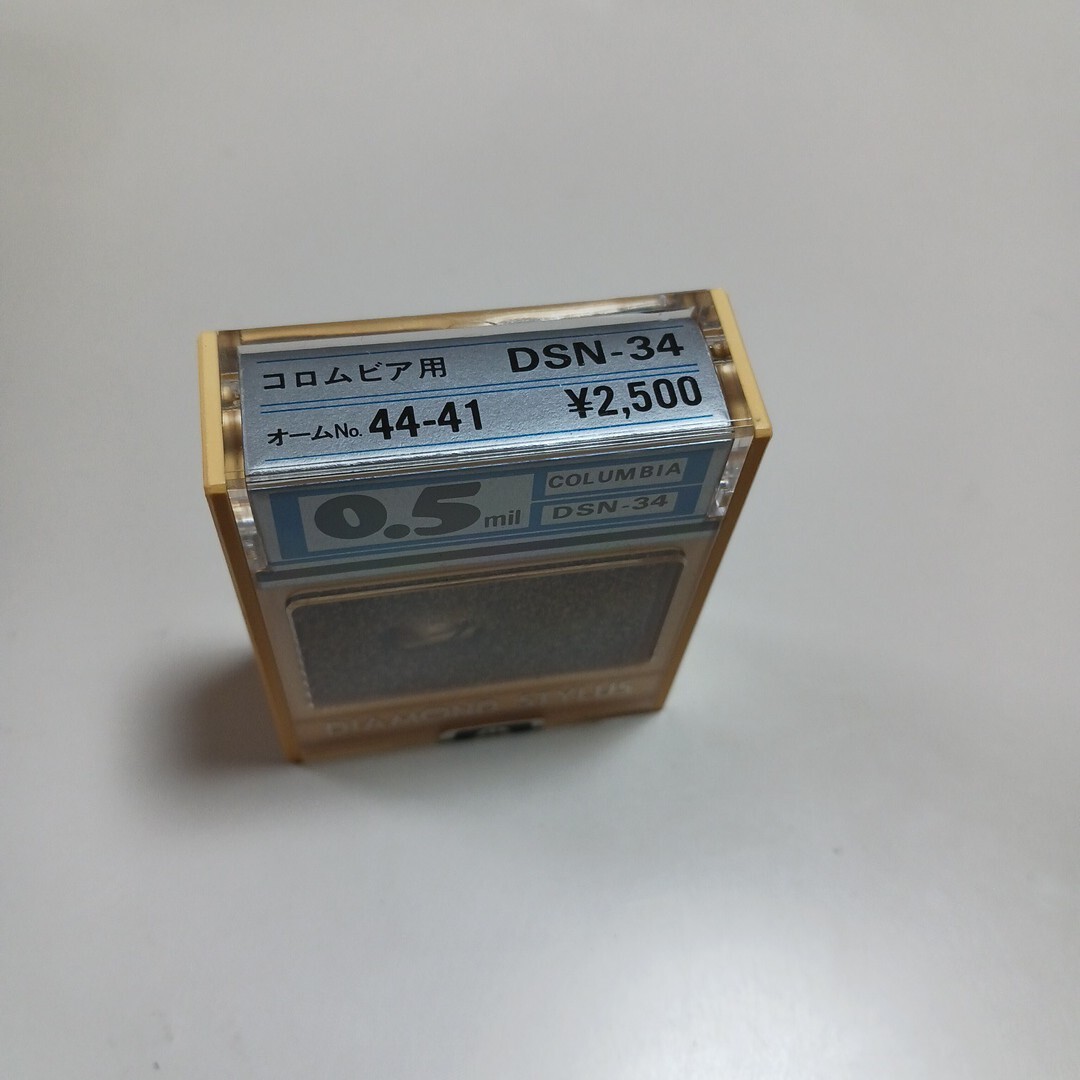 コロムビア用 DSN-34
オームNo. 44-41 ¥2,500
0.5 mil COLUMBIA
DSN-34
DIAMOND STYLUS